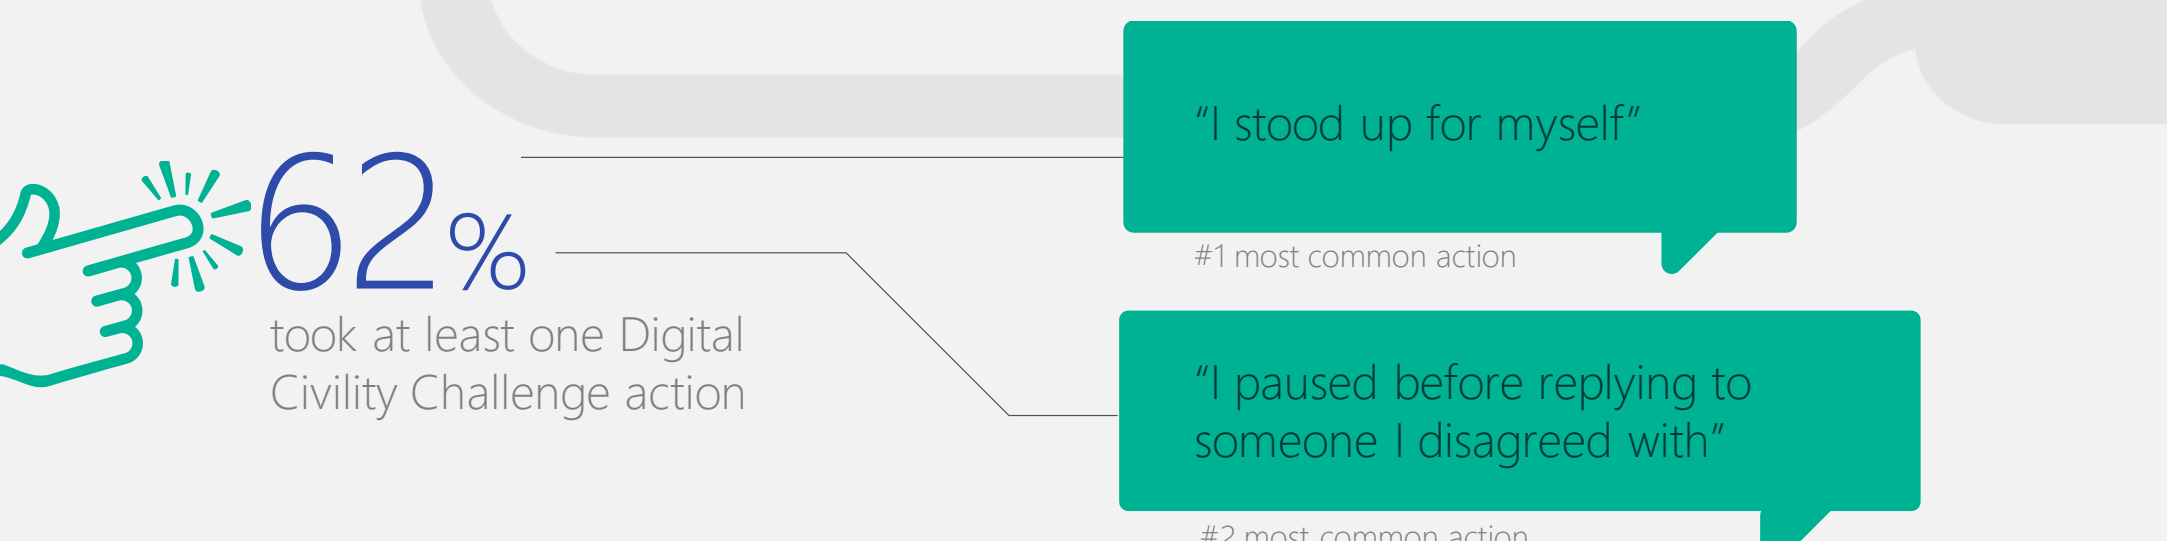 62%
took at least one Digital
Civility Challenge action
“I stood up for myself”
#1 most common action
“I paused before replying to
someone I disagreed with”
#2 most common action